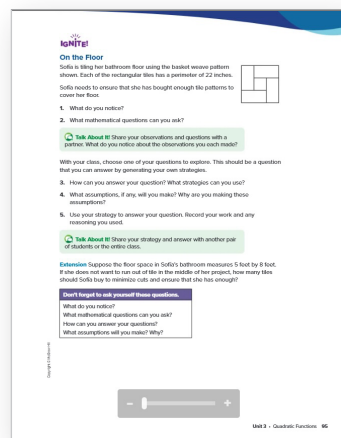 IGNITE!
On the Floor
Sofia is tiling her bathroom floor using the basket weave pattern
shown. Each of the rectangular tiles has a perimeter of 22 inches.
Sofia needs to ensure that she has bought enough tile patterns to
cover her floor.
1. What do you notice?
2. What mathematical questions can you ask?
Talk About It! Share your observations and questions with a
partner. What do you notice about the observations you each made?
With your class, choose one of your questions to explore. This should be a question
that you can answer by generating your own strategies.
3. How can you answer your question? What strategies can you use?
4. What assumptions, if any, will you make? Why are you making these
assumptions?
5. Use your strategy to answer your question. Record your work and any
reasoning you used.
Talk About It! Share your strategy and answer with another pair
of students or the entire class.
Extension Suppose the floor space in Sofia's bathroom measures 5 feet by 8 feet.
If she does not want to run out of tile in the middle of her project, how many tiles
should Sofia buy to minimize cuts and ensure that she has enough?
Don't forget to ask yourself these questions.
What do you notice?
What mathematical questions can you ask?
How can you answer your questions?
What assumptions will you make? Why?
Copyright © McGraw Hill
Unit 3 • Quadratic Functions 95